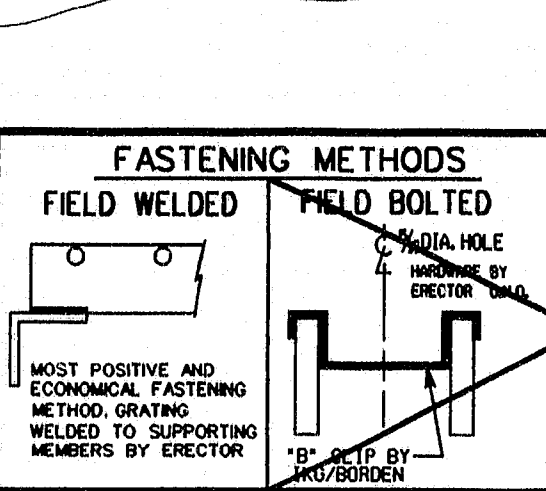 FASTENING METHODS
FIELD WELDED
MOST POSITIVE AND
ECONOMICAL FASTENING
METHOD, GRATING
WELDED TO SUPPORTING
MEMBERS BY ERECTOR
FIELD BOLTED
DIA. HOLE
HARDWARE BY
ERECTOR
"B" CLIP BY
IKG/BORDEN